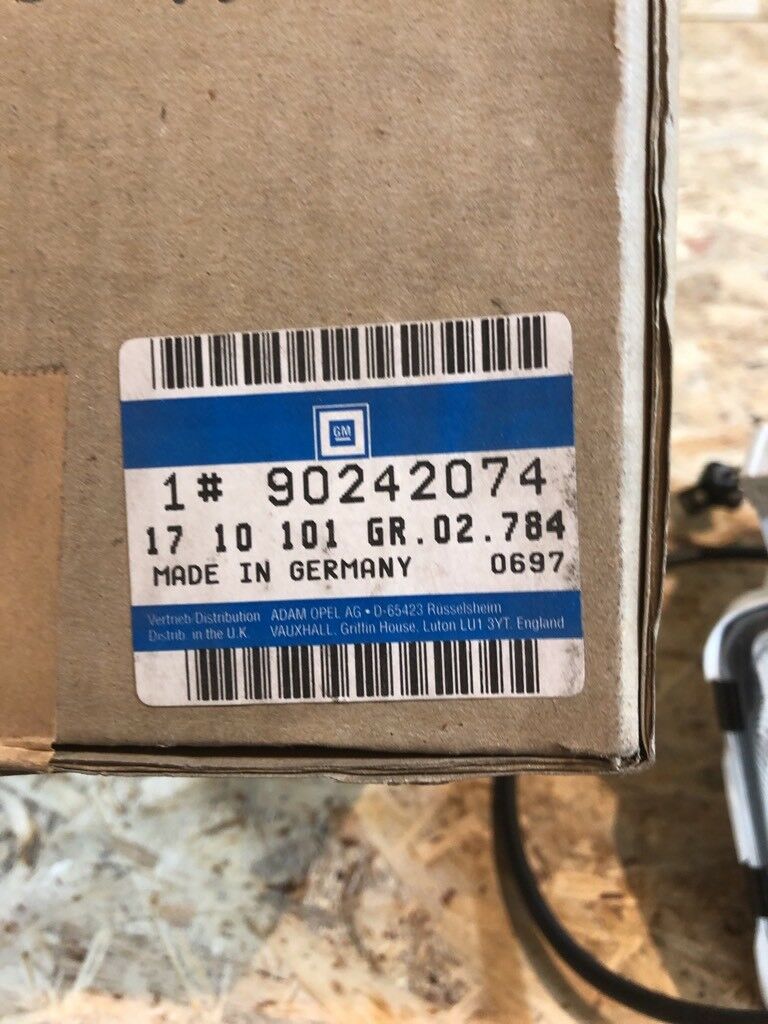 GM
1# 90242074
17 10 101 GR.02.784
MADE IN GERMANY 0697
Vertrieb/Distribution ADAM OPEL AG • D-65423 Rüsselsheim
Distrib. in the U.K. VAUXHALL, Griffin House, Luton LU1 3YT, England